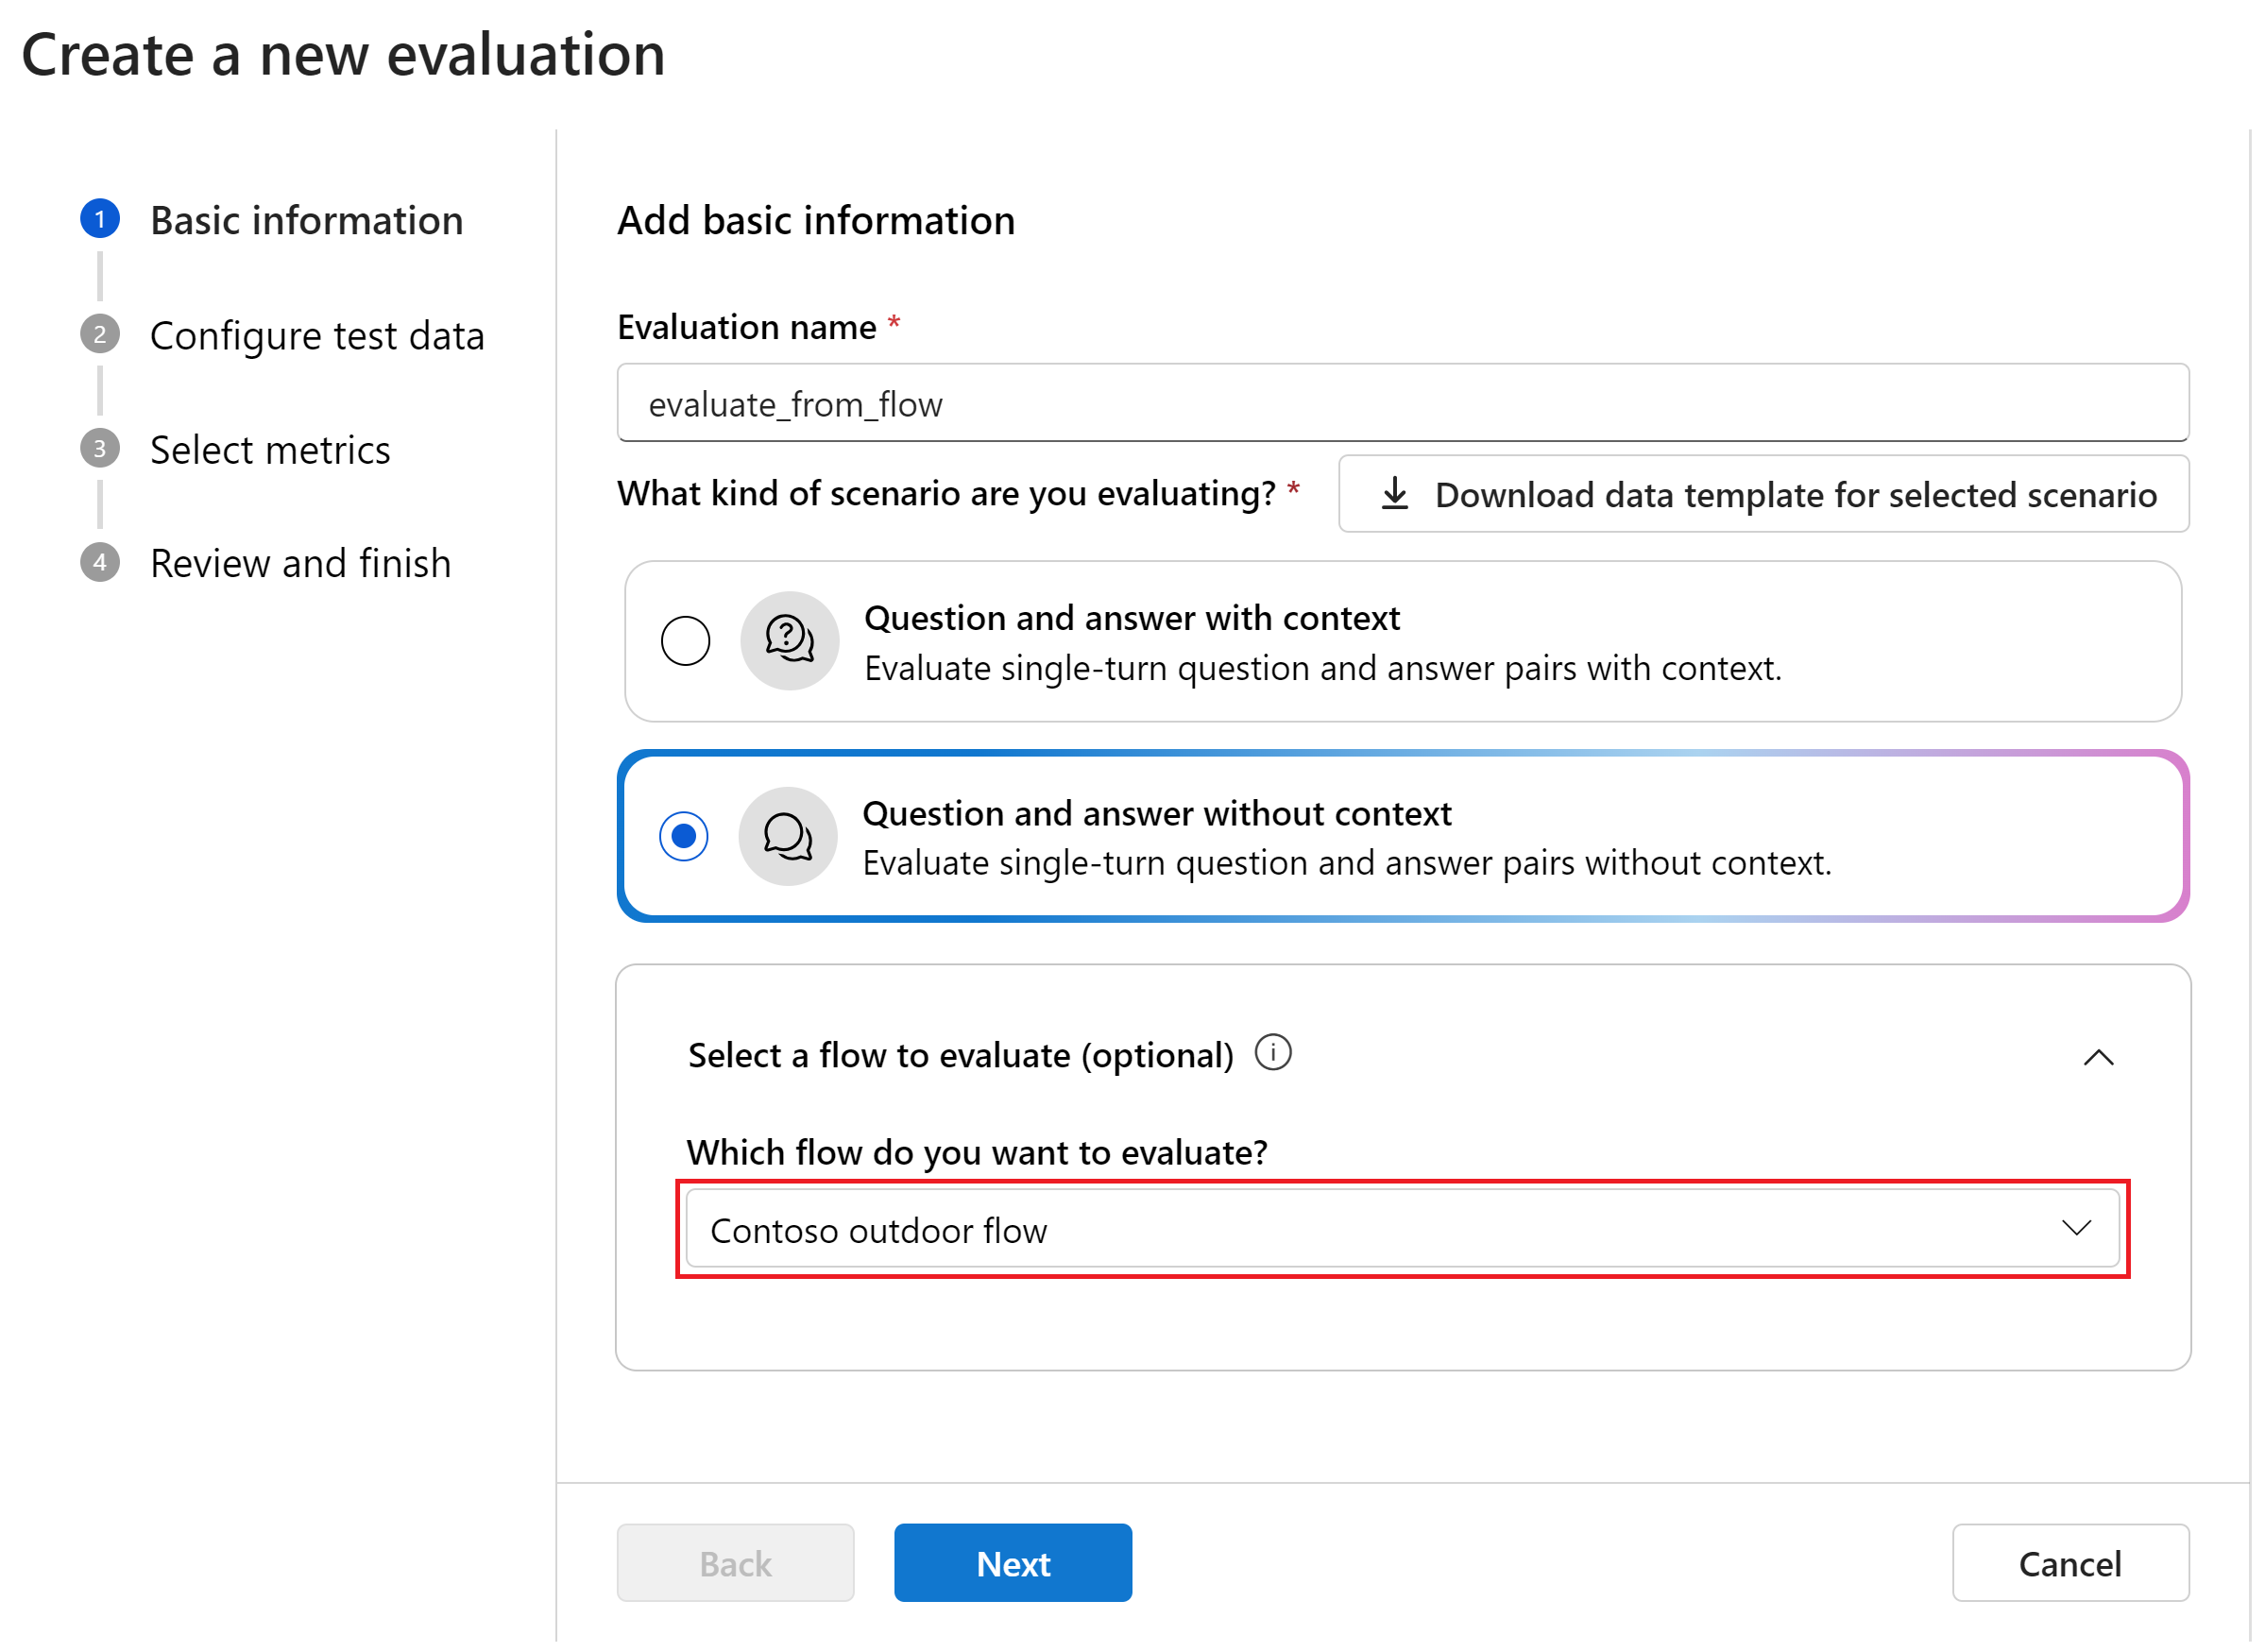 Create a new evaluation
1 Basic information
2 Configure test data
3 Select metrics
4 Review and finish
Add basic information
Evaluation name *
evaluate_from_flow
What kind of scenario are you evaluating? *
Download data template for selected scenario
Question and answer with context
Evaluate single-turn question and answer pairs with context.
Question and answer without context
Evaluate single-turn question and answer pairs without context.
Select a flow to evaluate (optional)
Which flow do you want to evaluate?
Contoso outdoor flow
Back
Next
Cancel